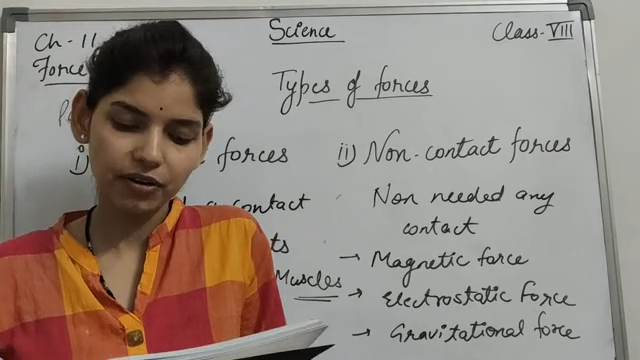 Ch-11
Science
Class-VIII
Force
Types of forces
i)
forces
ii) Non-contact forces
contact
Non needed any
contact
Muscles
→ Magnetic force
→ Electrostatic Force
→ Gravitational force